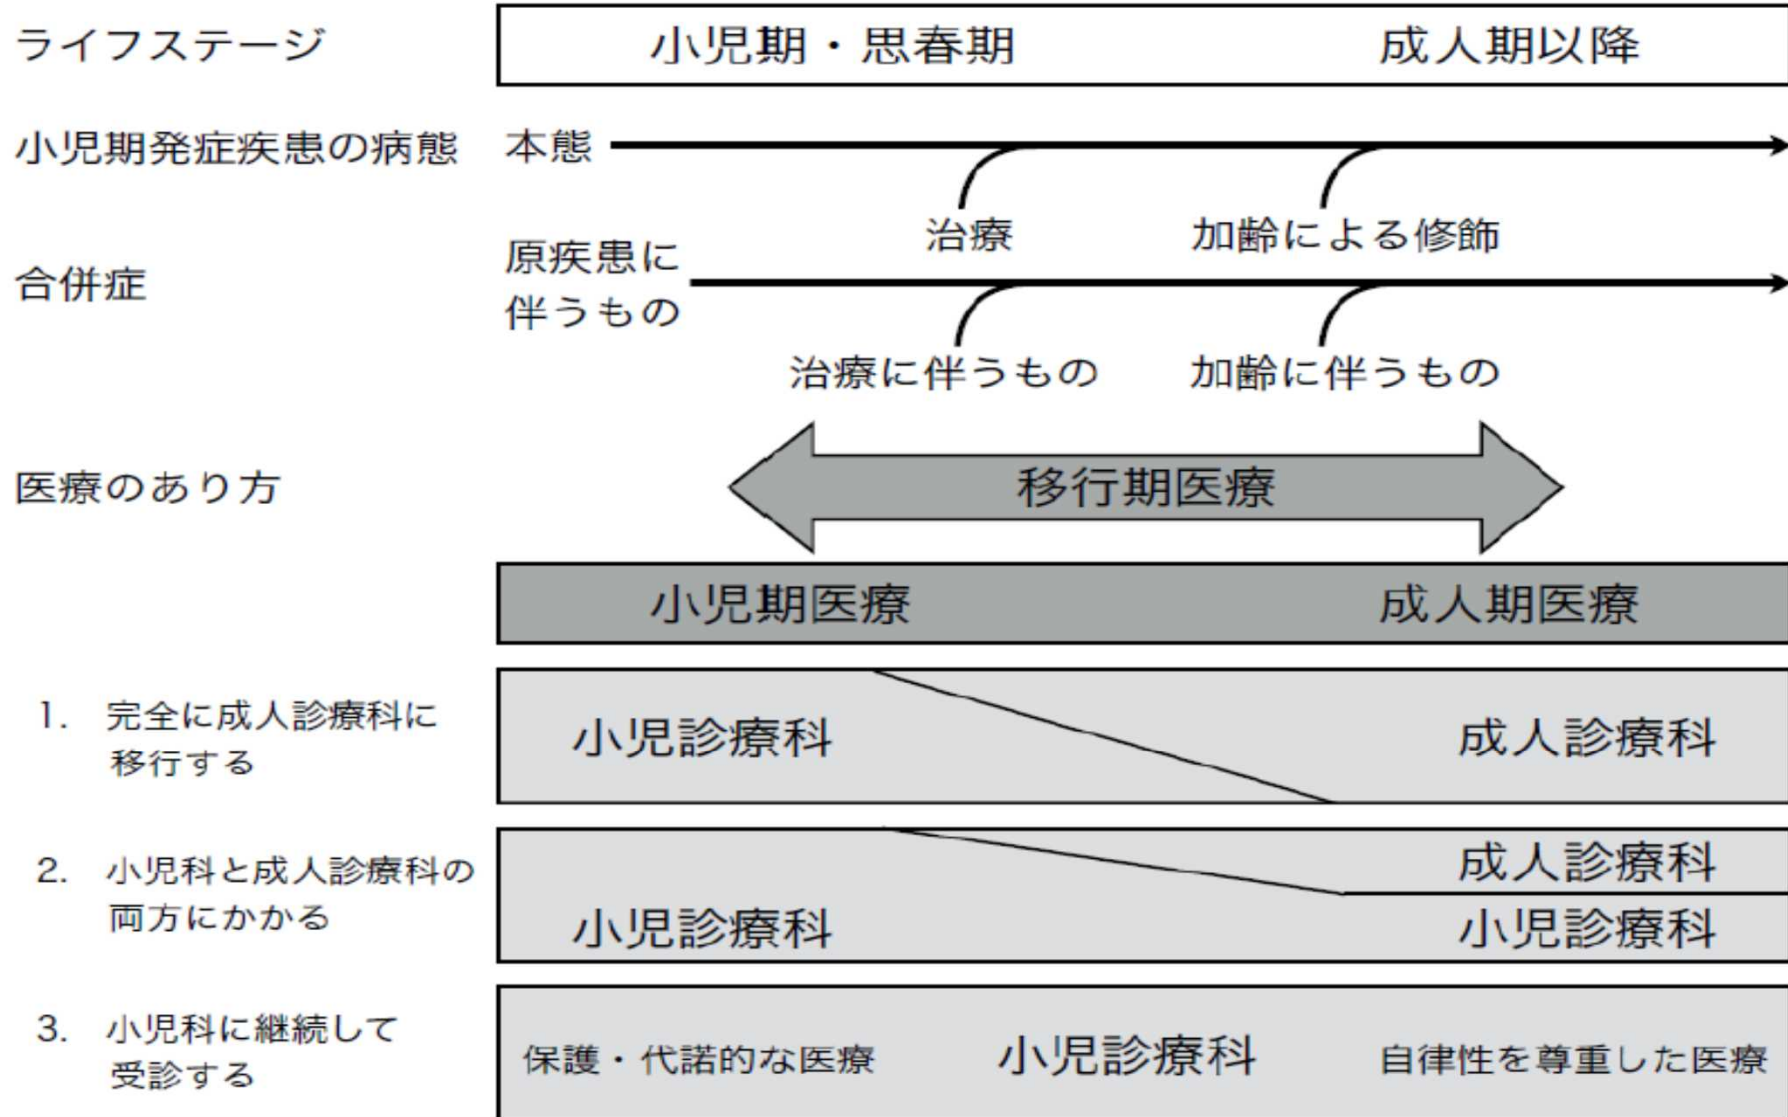 ライフステージ
小児期・思春期
成人期以降
小児期発症疾患の病態
本態
治療
加齢による修飾
合併症
原疾患に
伴うもの
治療に伴うもの
加齢に伴うもの
医療のあり方
移行期医療
小児期医療
成人期医療
1. 完全に成人診療科に
移行する
小児診療科
成人診療科
2. 小児科と成人診療科の
両方にかかる
小児診療科
成人診療科
小児診療科
3. 小児科に継続して
受診する
保護・代諾的な医療
小児診療科
自律性を尊重した医療